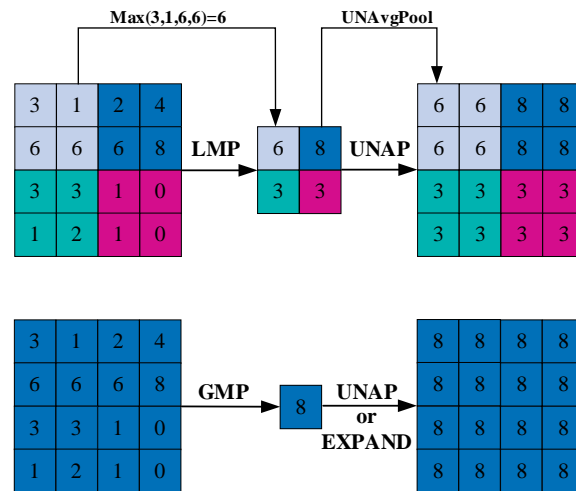 Max(3,1,6,6)=6 UNAvgPool
3 1 2 4 6 6 8 8
6 6 6 8 6 8 6 6 8 8
LMP UNAP
3 3 1 0 3 3 3 3 3 3
1 2 1 0 3 3 3 3
3 1 2 4 8 8 8 8
6 6 6 8 8 8 8 8
GMP 8 UNAP
or
EXPAND
3 3 1 0 8 8 8 8
1 2 1 0 8 8 8 8